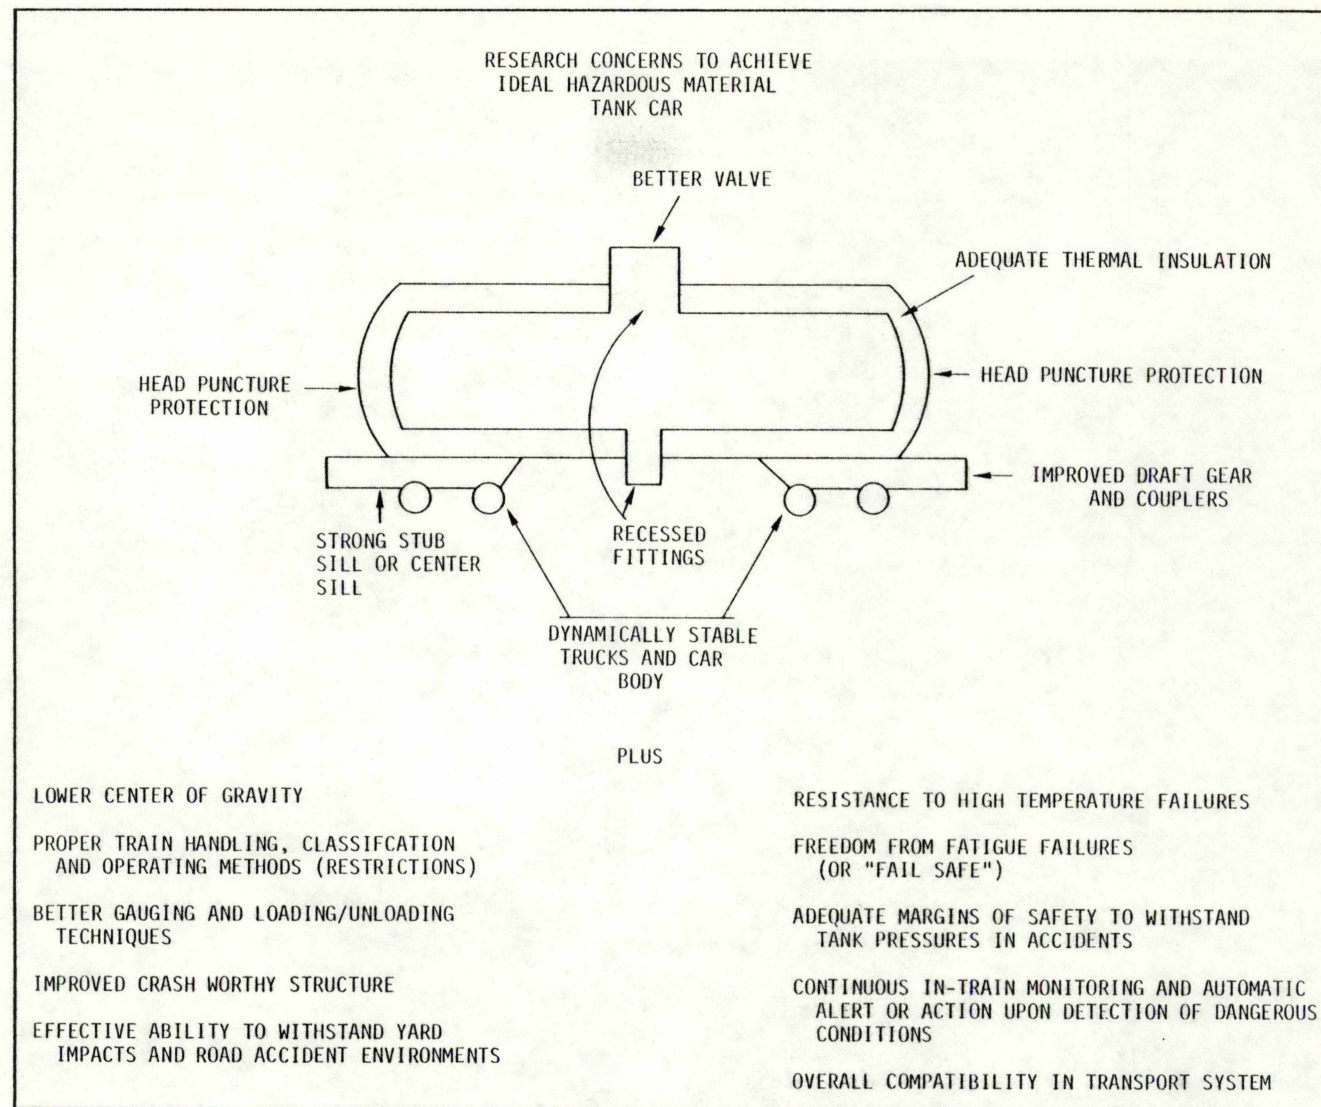 RESEARCH CONCERNS TO ACHIEVE
IDEAL HAZARDOUS MATERIAL
TANK CAR
BETTER VALVE
ADEQUATE THERMAL INSULATION
HEAD PUNCTURE
PROTECTION
HEAD PUNCTURE PROTECTION
IMPROVED DRAFT GEAR
AND COUPLERS
STRONG STUB
SILL OR CENTER
SILL
RECESSED
FITTINGS
DYNAMICALLY STABLE
TRUCKS AND CAR
BODY
PLUS
LOWER CENTER OF GRAVITY
PROPER TRAIN HANDLING, CLASSIFCATION
AND OPERATING METHODS (RESTRICTIONS)
BETTER GAUGING AND LOADING/UNLOADING
TECHNIQUES
IMPROVED CRASH WORTHY STRUCTURE
EFFECTIVE ABILITY TO WITHSTAND YARD
IMPACTS AND ROAD ACCIDENT ENVIRONMENTS
RESISTANCE TO HIGH TEMPERATURE FAILURES
FREEDOM FROM FATIGUE FAILURES
(OR "FAIL SAFE")
ADEQUATE MARGINS OF SAFETY TO WITHSTAND
TANK PRESSURES IN ACCIDENTS
CONTINUOUS IN-TRAIN MONITORING AND AUTOMATIC
ALERT OR ACTION UPON DETECTION OF DANGEROUS
CONDITIONS
OVERALL COMPATIBILITY IN TRANSPORT SYSTEM